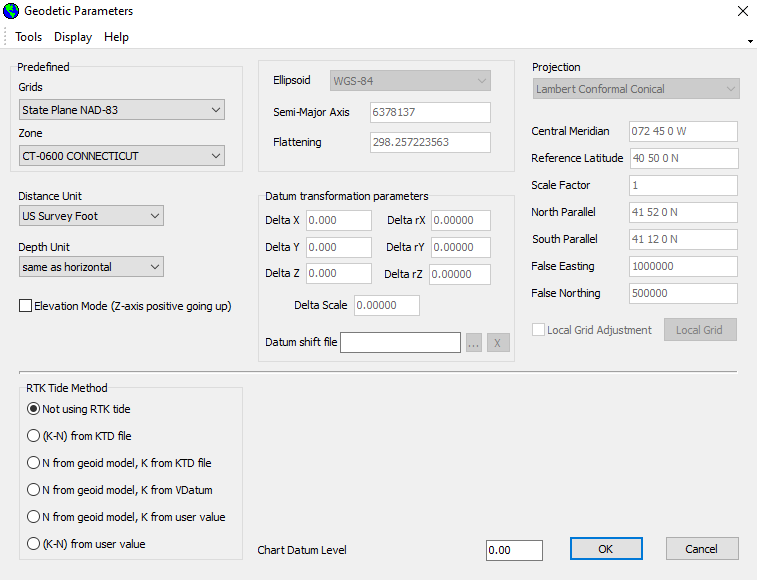 Geodetic Parameters
Tools Display Help
Predefined
Grids
State Plane NAD-83
Zone
CT-0600 CONNECTICUT
Distance Unit
US Survey Foot
Depth Unit
same as horizontal
Elevation Mode (Z-axis positive going up)
Ellipsoid WGS-84
Semi-Major Axis 6378137
Flattening 298.257223563
Datum transformation parameters
Delta X 0.000 Delta rX 0.00000
Delta Y 0.000 Delta rY 0.00000
Delta Z 0.000 Delta rZ 0.00000
Delta Scale 0.00000
Datum shift file ... X
Projection
Lambert Conformal Conical
Central Meridian 072 45 0 W
Reference Latitude 40 50 0 N
Scale Factor 1
North Parallel 41 52 0 N
South Parallel 41 12 0 N
False Easting 1000000
False Northing 500000
Local Grid Adjustment Local Grid
RTK Tide Method
Not using RTK tide
(K-N) from KTD file
N from geoid model, K from KTD file
N from geoid model, K from VDatum
N from geoid model, K from user value
(K-N) from user value
Chart Datum Level 0.00 OK Cancel